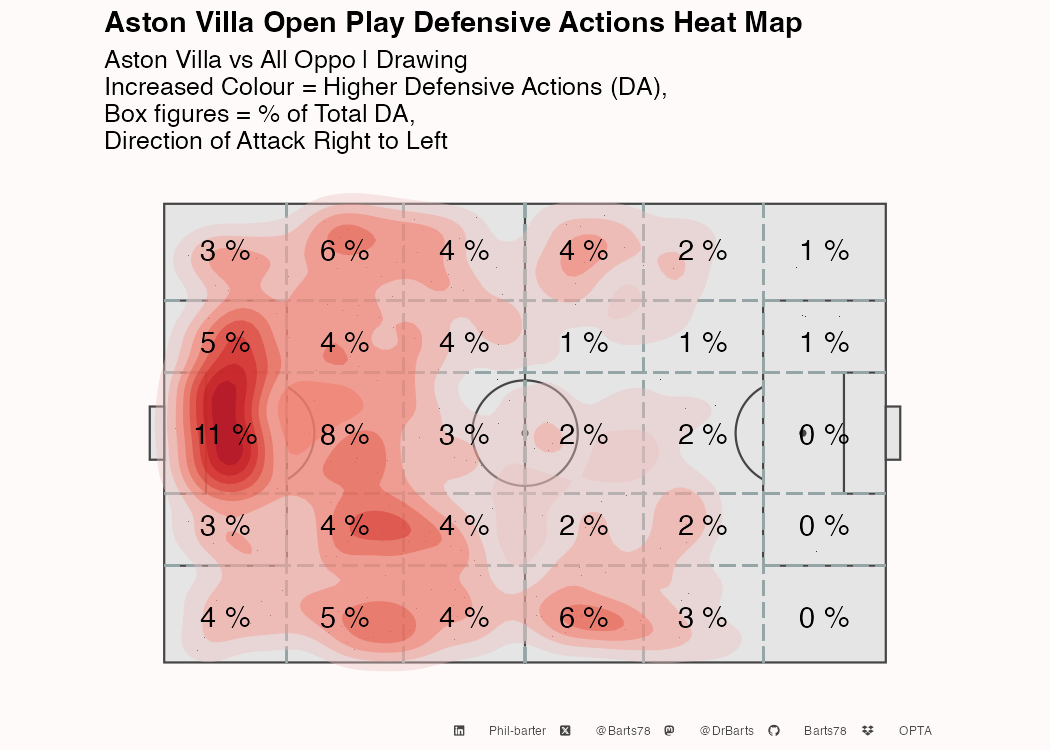 Aston Villa Open Play Defensive Actions Heat Map
Aston Villa vs All Oppo | Drawing
Increased Colour = Higher Defensive Actions (DA),
Box figures = % of Total DA,
Direction of Attack Right to Left
3 % 6 % 4 % 4 % 2 % 1 %
5 % 4 % 4 % 1 % 1 % 1 %
11 % 8 % 3 % 2 % 2 % 0 %
3 % 4 % 4 % 2 % 2 % 0 %
4 % 5 % 4 % 6 % 3 % 0 %
Phil-barter @Barts78 @DrBarts Barts78 OPTA